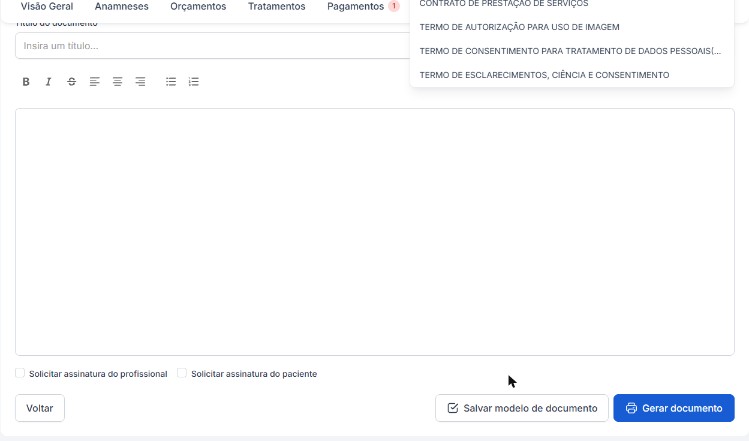 Visão Geral Anamneses Orçamentos Tratamentos Pagamentos 1
CONTRATO DE PRESTAÇÃO DE SERVIÇOS
Título do documento
TERMO DE AUTORIZAÇÃO PARA USO DE IMAGEM
Insira um título...
TERMO DE CONSENTIMENTO PARA TRATAMENTO DE DADOS PESSOAIS(...
TERMO DE ESCLARECIMENTOS, CIÊNCIA E CONSENTIMENTO
B I S
Solicitar assinatura do profissional Solicitar assinatura do paciente
Voltar Salvar modelo de documento Gerar documento